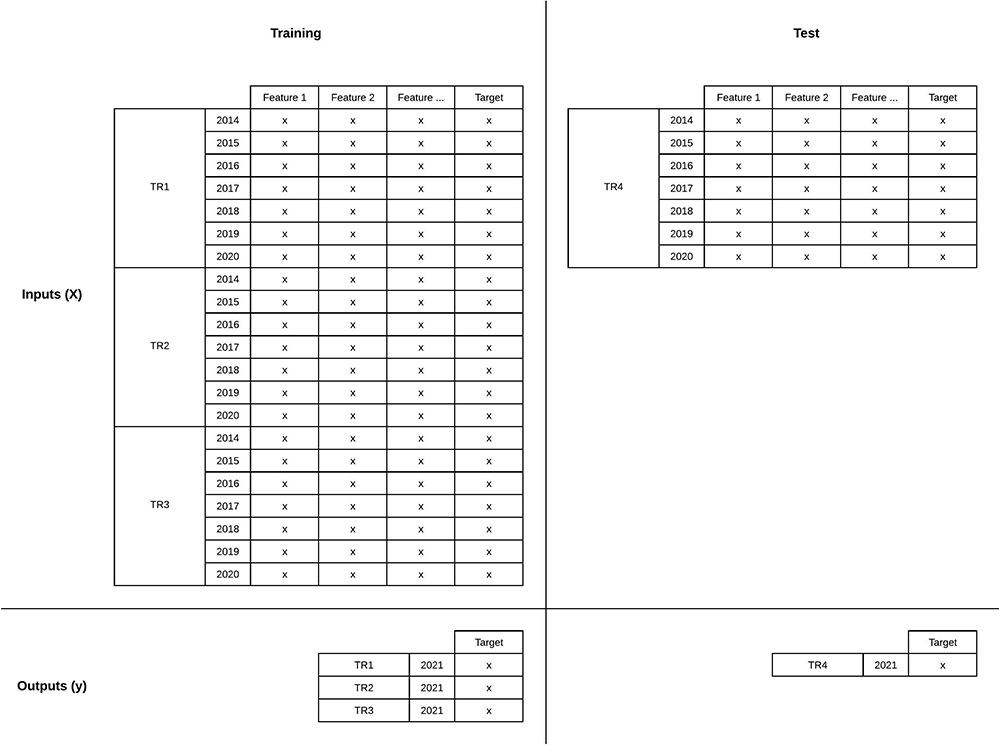 Training Test
Feature 1 Feature 2 Feature ... Target Feature 1 Feature 2 Feature ... Target
2014 x x x x 2014 x x x x
2015 x x x x 2015 x x x x
2016 x x x x 2016 x x x x
TR1 2017 x x x x TR4 2017 x x x x
2018 x x x x 2018 x x x x
2019 x x x x 2019 x x x x
2020 x x x x 2020 x x x x
2014 x x x x
Inputs (X)
2015 x x x x
2016 x x x x
TR2 2017 x x x x
2018 x x x x
2019 x x x x
2020 x x x x
2014 x x x x
2015 x x x x
2016 x x x x
TR3 2017 x x x x
2018 x x x x
2019 x x x x
2020 x x x x
Target Target
TR1 2021 x TR4 2021 x
Outputs (y) TR2 2021 x
TR3 2021 x